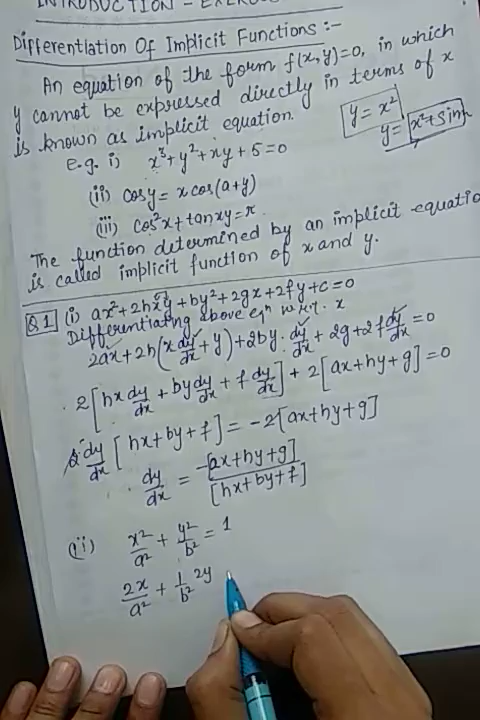 INTRODUCTION -
Differentiation Of Implicit Functions :-
An equation of the form f(x,y)=0, in which
y cannot be expressed directly in terms of x
is known as implicit equation.
y = x²
y = x²+sin
E.g. i) x³+y²+xy+5=0
(ii) cosy = x cos(a+y)
(iii) cos²x+tanxy=π
The function determined by an implicit equatio
is called implicit function of x and y.
Q1 (i) ax²+2hxy+by²+2gx+2fy+c=0
Differentiating above eqn w.r.t. x
2ax+2h(x dy/dx+y)+2by. dy/dx+2g+2f dy/dx=0
2[hx dy/dx + by dy/dx + f dy/dx] + 2[ax+hy+g]=0
2 dy/dx [hx+by+f] = -2[ax+hy+g]
dy/dx = -[ax+hy+g]/[hx+by+f]
(ii) x²/a² + y²/b² = 1
2x/a² + 1/b² 2y